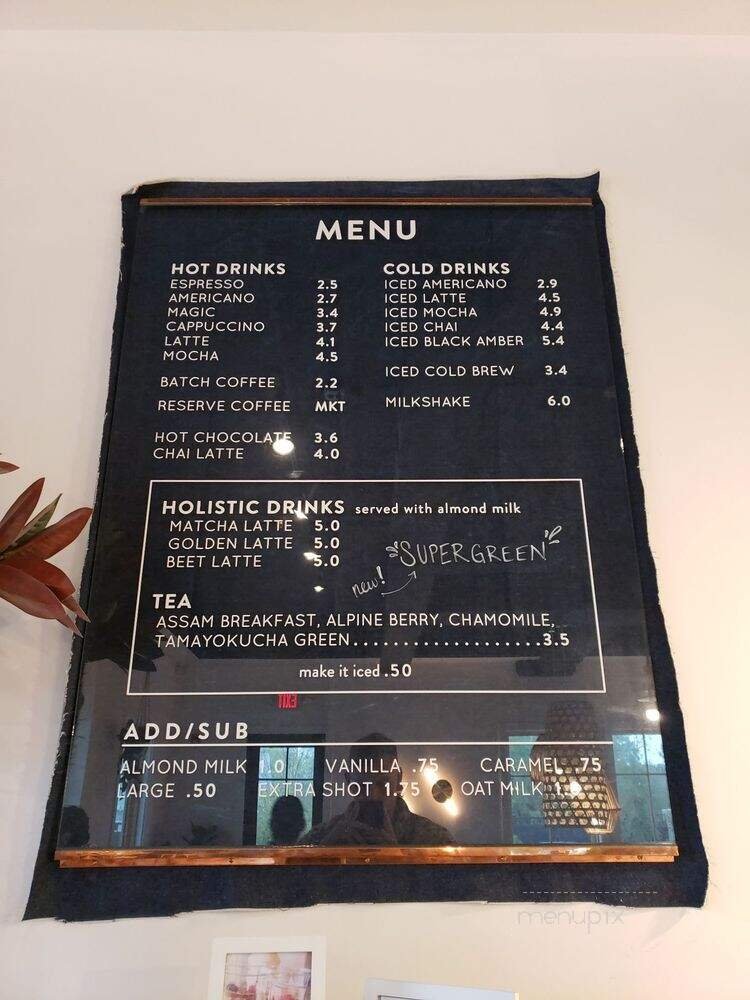 MENU
HOT DRINKS
ESPRESSO 2.5
AMERICANO 2.7
MAGIC 3.4
CAPPUCCINO 3.7
LATTE 4.1
MOCHA 4.5
BATCH COFFEE 2.2
RESERVE COFFEE MKT
HOT CHOCOLATE 3.6
CHAI LATTE 4.0
COLD DRINKS
ICED AMERICANO 2.9
ICED LATTE 4.5
ICED MOCHA 4.9
ICED CHAI 4.4
ICED BLACK AMBER 5.4
ICED COLD BREW 3.4
MILKSHAKE 6.0
HOLISTIC DRINKS served with almond milk
MATCHA LATTE 5.0
GOLDEN LATTE 5.0
BEET LATTE 5.0
new! SUPERGREEN
TEA
ASSAM BREAKFAST, ALPINE BERRY, CHAMOMILE,
TAMAYOKUCHA GREEN...................3.5
make it iced .50
EXIT
ADD/SUB
ALMOND MILK 1.0 VANILLA .75 CARAMEL .75
LARGE .50 EXTRA SHOT 1.75 OAT MILK
menupix